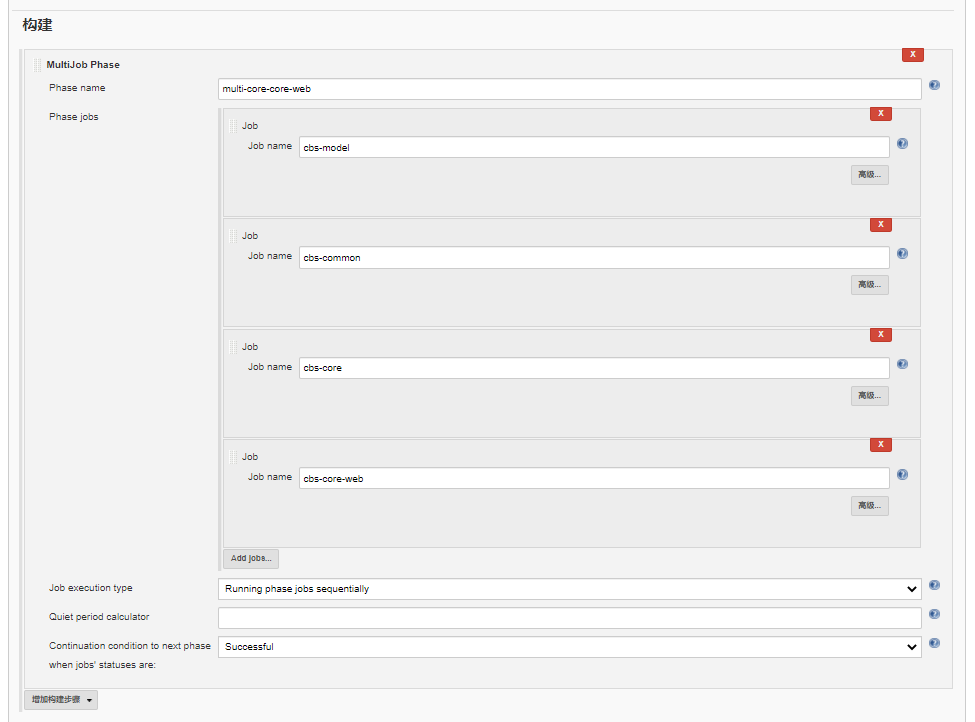 构建
X
MultiJob Phase
Phase name
multi-core-core-web
Phase jobs
X
Job
Job name
cbs-model
高级...
X
Job
Job name
cbs-common
高级...
X
Job
Job name
cbs-core
高级...
X
Job
Job name
cbs-core-web
高级...
Add jobs...
Job execution type
Running phase jobs sequentially
Quiet period calculator
Continuation condition to next phase
when jobs' statuses are:
Successful
增加构建步骤